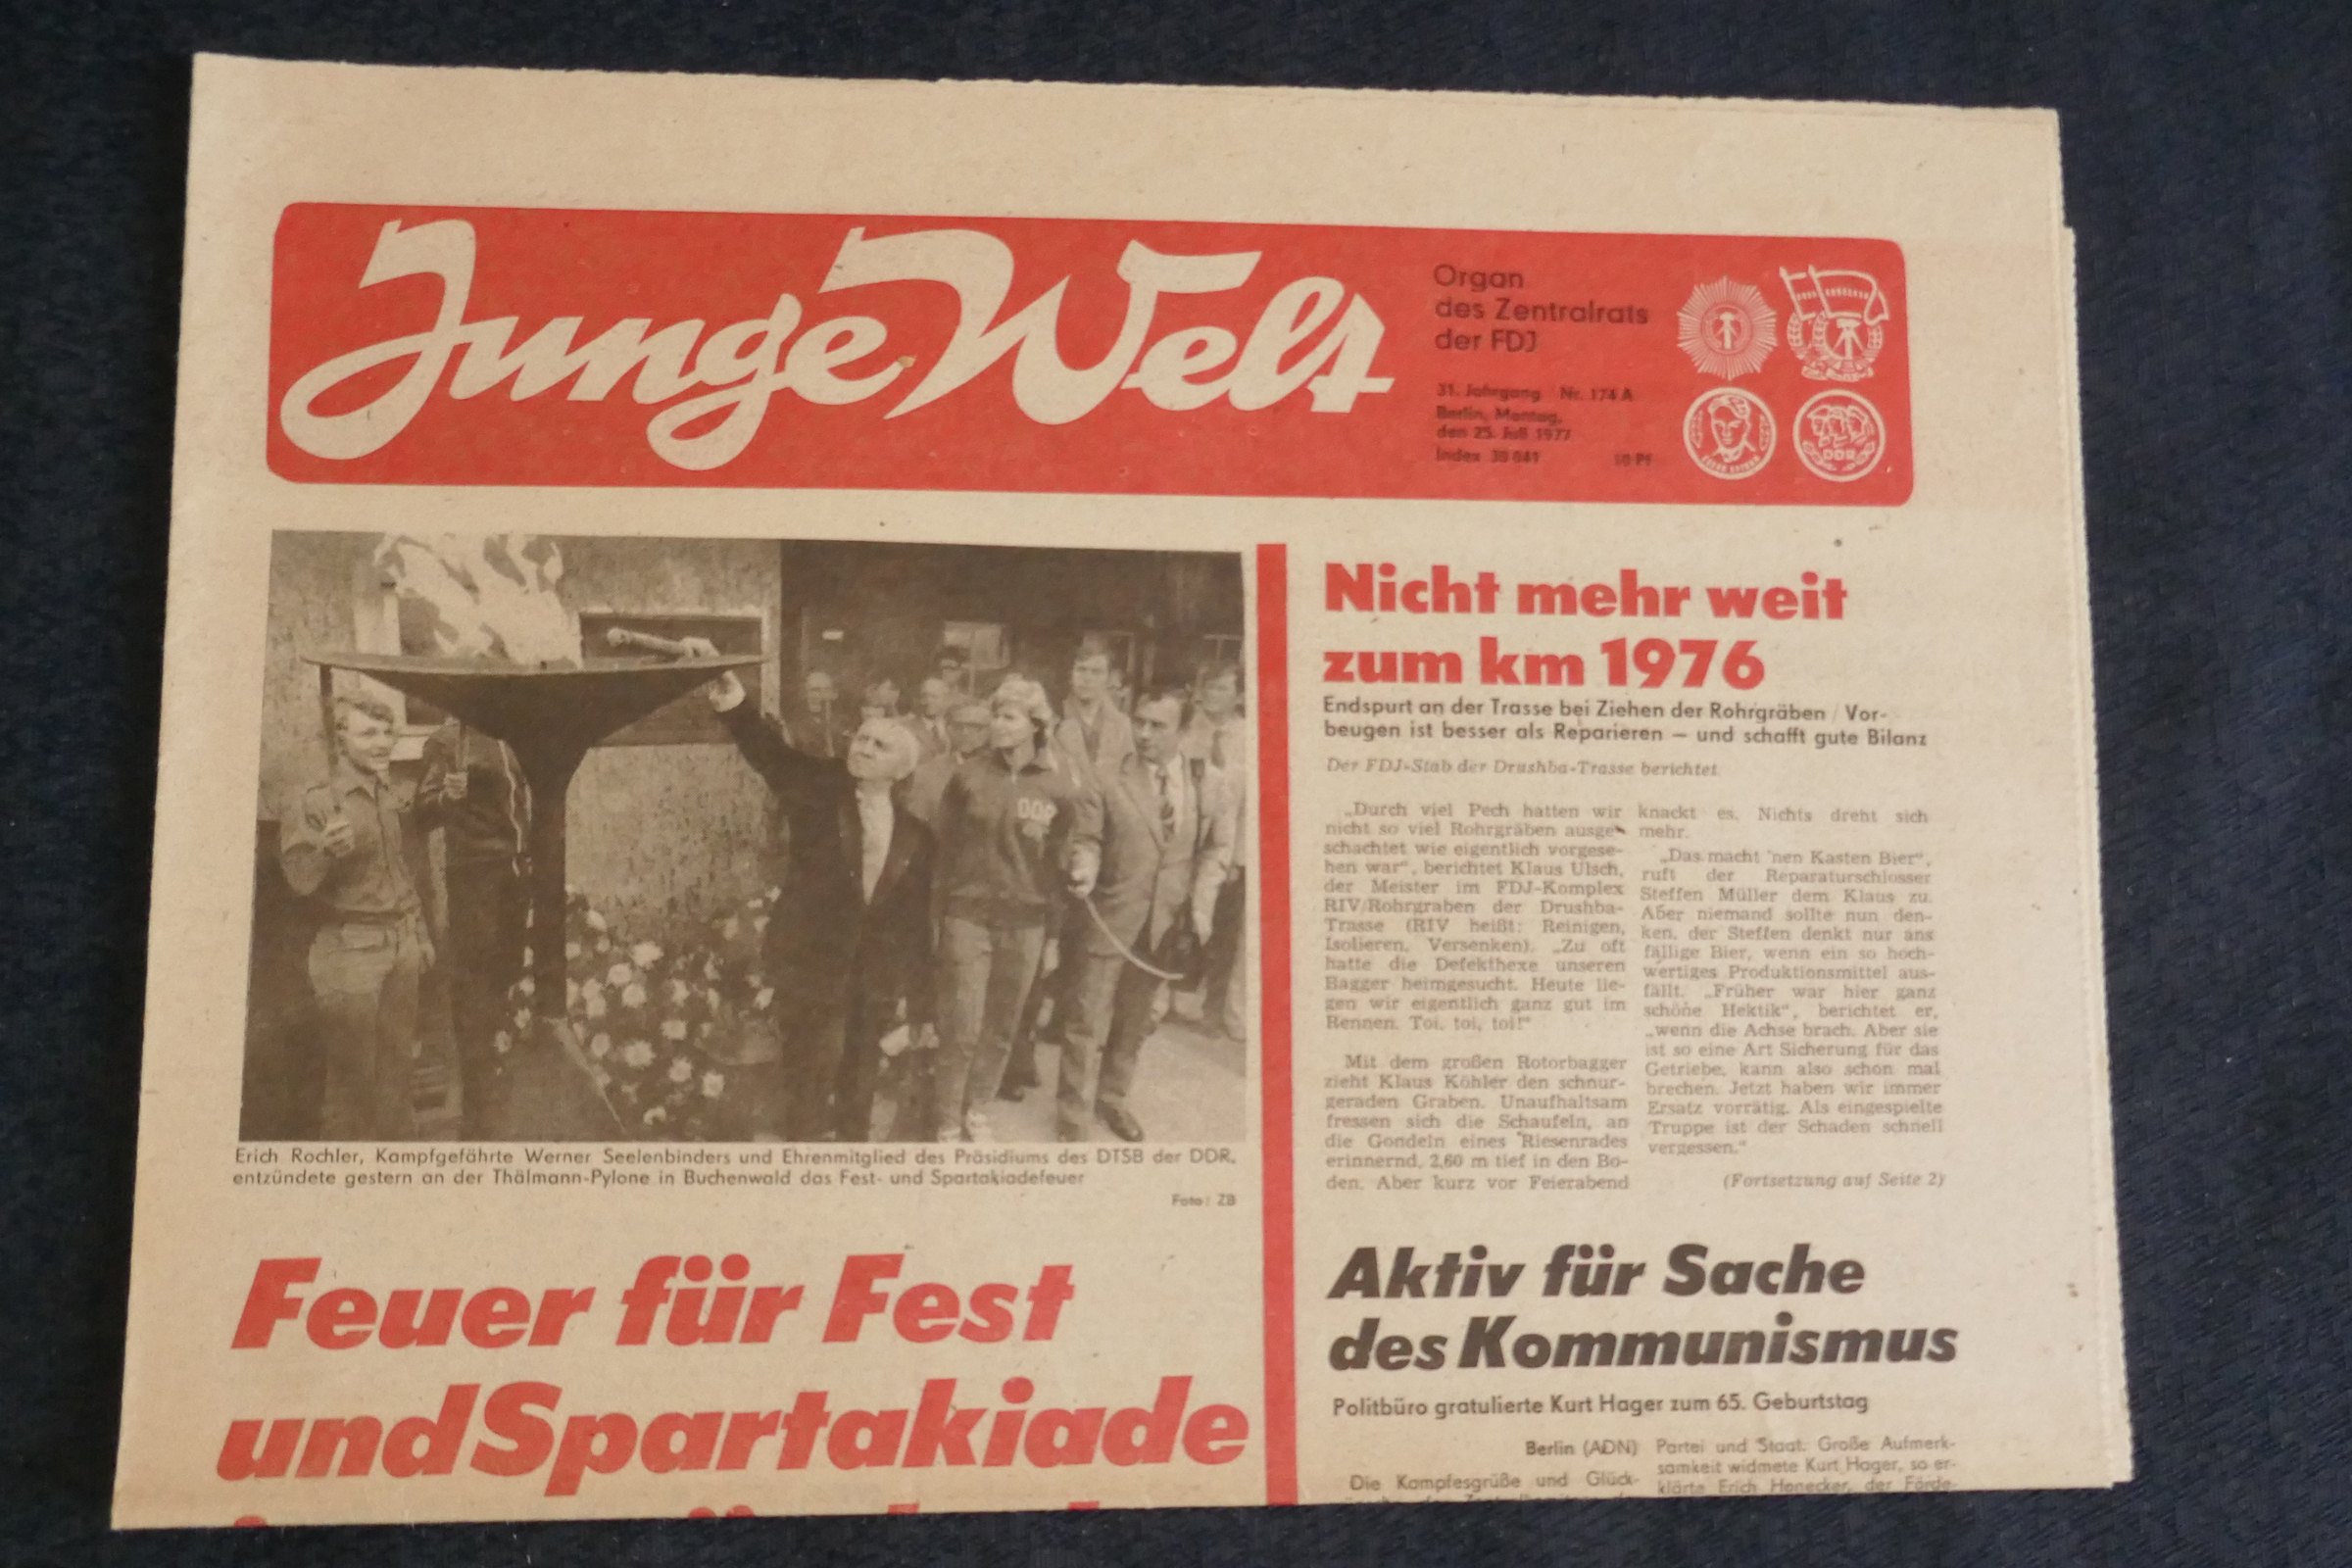 Junge Welt
Organ
des Zentralrats
der FDJ
31. Jahrgang / Nr. 174 A
Berlin, Montag,
den 25. Juli 1977
Index 30 041 10 Pf
DDR
Erich Rochler, Kampfgefährte Werner Seelenbinders und Ehrenmitglied des Präsidiums des DTSB der DDR,
entzündete gestern an der Thälmann-Pylone in Buchenwald das Fest- und Spartakiadefeuer
Foto: ZB
Feuer für Fest
und Spartakiade
Nicht mehr weit
zum km 1976
Endspurt an der Trasse bei Ziehen der Rohrgräben / Vor-
beugen ist besser als Reparieren — und schafft gute Bilanz
Der FDJ-Stab der Drushba-Trasse berichtet
„Durch viel Pech hatten wir
nicht so viel Rohrgräben ausge-
schachtet wie eigentlich vorgese-
hen war“, berichtet Klaus Ulsch,
der Meister im FDJ-Komplex
RIV/Rohrgraben der Drushba-
Trasse (RIV heißt: Reinigen,
Isolieren, Versenken). „Zu oft
hatte die Defekthexe unseren
Bagger heimgesucht. Heute lie-
gen wir eigentlich ganz gut im
Rennen. Toi, toi, toi!“
Mit dem großen Rotorbagger
zieht Klaus Köhler den schnur-
geraden Graben. Unaufhaltsam
fressen sich die Schaufeln, an
die Gondeln eines Riesenrades
erinnernd, 2,60 m tief in den Bo-
den. Aber kurz vor Feierabend
knackt es. Nichts dreht sich
mehr.
„Das macht 'nen Kasten Bier“,
ruft der Reparaturschlosser
Steffen Müller dem Klaus zu.
Aber niemand sollte nun den-
ken, der Steffen denkt nur ans
fällige Bier, wenn ein so hoch-
wertiges Produktionsmittel aus-
fällt. „Früher war hier ganz
schöne Hektik“, berichtet er,
„wenn die Achse brach. Aber sie
ist so eine Art Sicherung für das
Getriebe, kann also schon mal
brechen. Jetzt haben wir immer
Ersatz vorrätig. Als eingespielte
Truppe ist der Schaden schnell
vergessen.“
(Fortsetzung auf Seite 2)
Aktiv für Sache
des Kommunismus
Politbüro gratulierte Kurt Hager zum 65. Geburtstag
Berlin (ADN)
Die Kampfesgrüße und Glück-
Partei und Staat. Große Aufmerk-
samkeit widmete Kurt Hager, so er-
klärte Erich Honecker, der Förde-